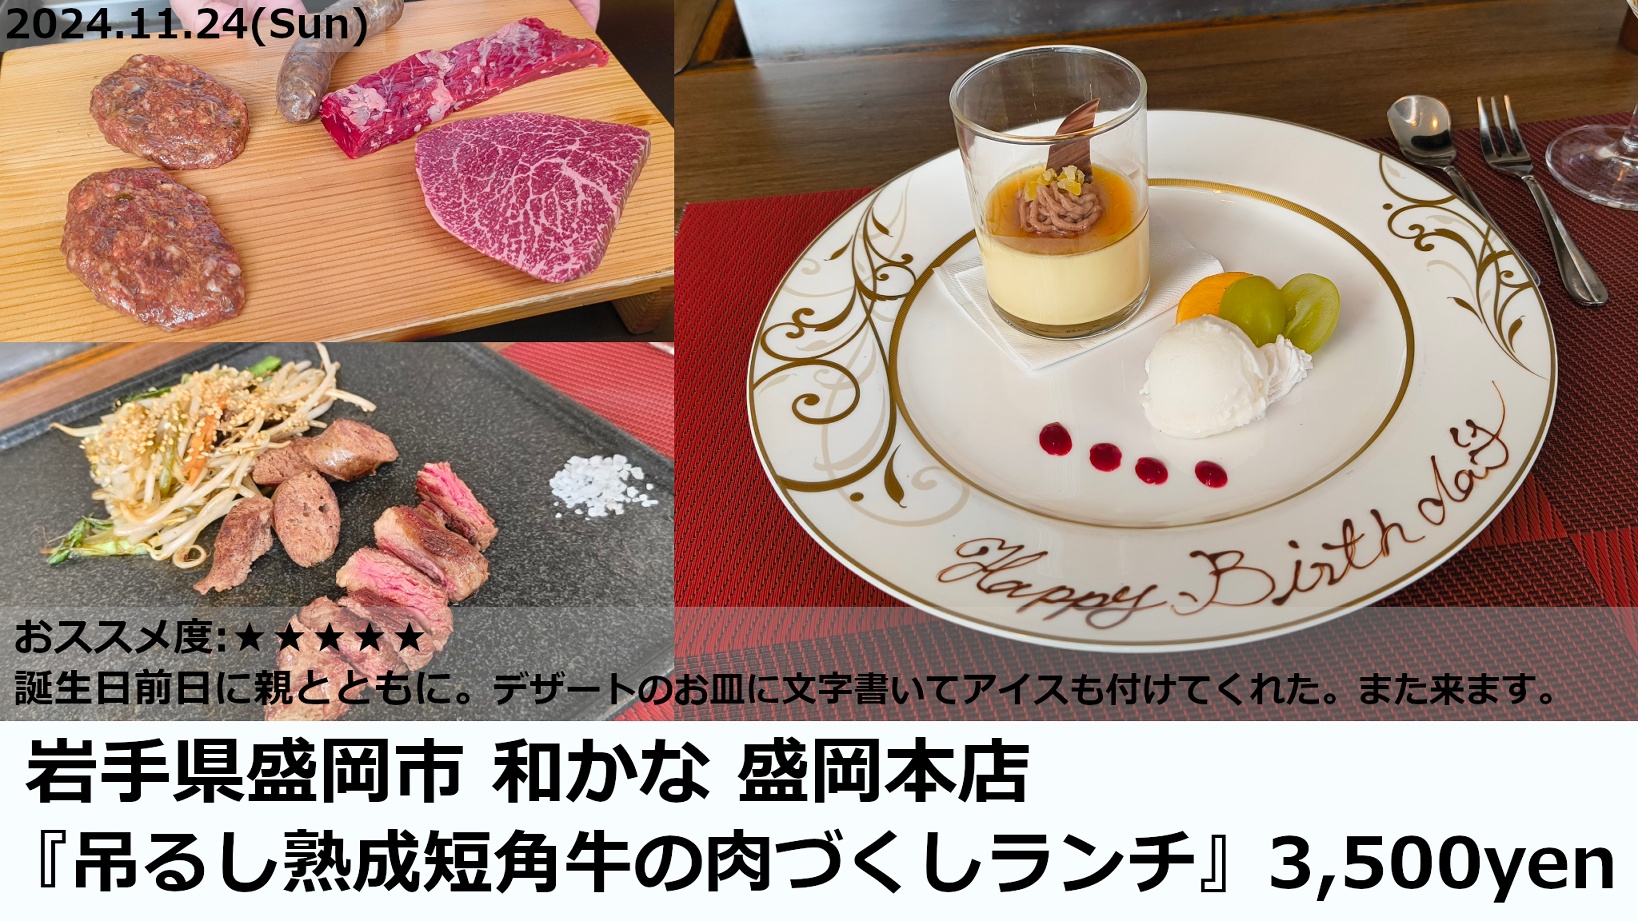 2024.11.24(Sun)
Happy Birthday
おススメ度:★★★★★
誕生日前日に親とともに。デザートのお皿に文字書いてアイスも付けてくれた。また来ます。
岩手県盛岡市 和かな 盛岡本店
『吊るし熟成短角牛の肉づくしランチ』3,500yen